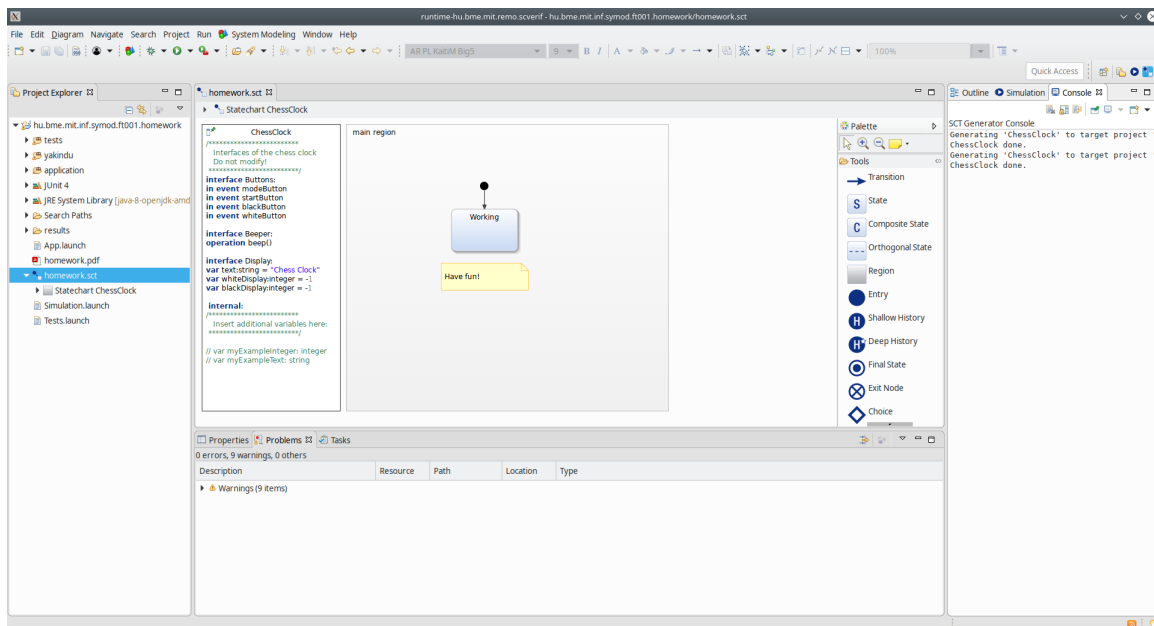 runtime-hu.bme.mit.remo.scverif - hu.bme.mit.inf.symod.ft001.homework/homework.sct
File Edit Diagram Navigate Search Project Run System Modeling Window Help
AR PL KaitiM Big5 9 B I A 100%
Quick Access
Project Explorer
hu.bme.mit.inf.symod.ft001.homework
tests
yakindu
application
JUnit 4
JRE System Library [java-8-openjdk-amd
Search Paths
results
App.launch
homework.pdf
homework.sct
Statechart ChessClock
Simulation.launch
Tests.launch
homework.sct
Statechart ChessClock
ChessClock
/*************************
Interfaces of the chess clock
Do not modify!
*************************/
interface Buttons:
in event modeButton
in event startButton
in event blackButton
in event whiteButton
interface Beeper:
operation beep()
interface Display:
var text:string = "Chess Clock"
var whiteDisplay:integer = -1
var blackDisplay:integer = -1
internal:
/*************************
Insert additional variables here:
*************************/
// var myExampleInteger: integer
// var myExampleText: string
main region
Working
Have fun!
Palette
Tools
Transition
S State
C Composite State
Orthogonal State
Region
Entry
H Shallow History
H* Deep History
Final State
Exit Node
Choice
Outline Simulation Console
SCT Generator Console
Generating 'ChessClock' to target project
ChessClock done.
Generating 'ChessClock' to target project
ChessClock done.
Properties Problems Tasks
0 errors, 9 warnings, 0 others
Description Resource Path Location Type
Warnings (9 items)